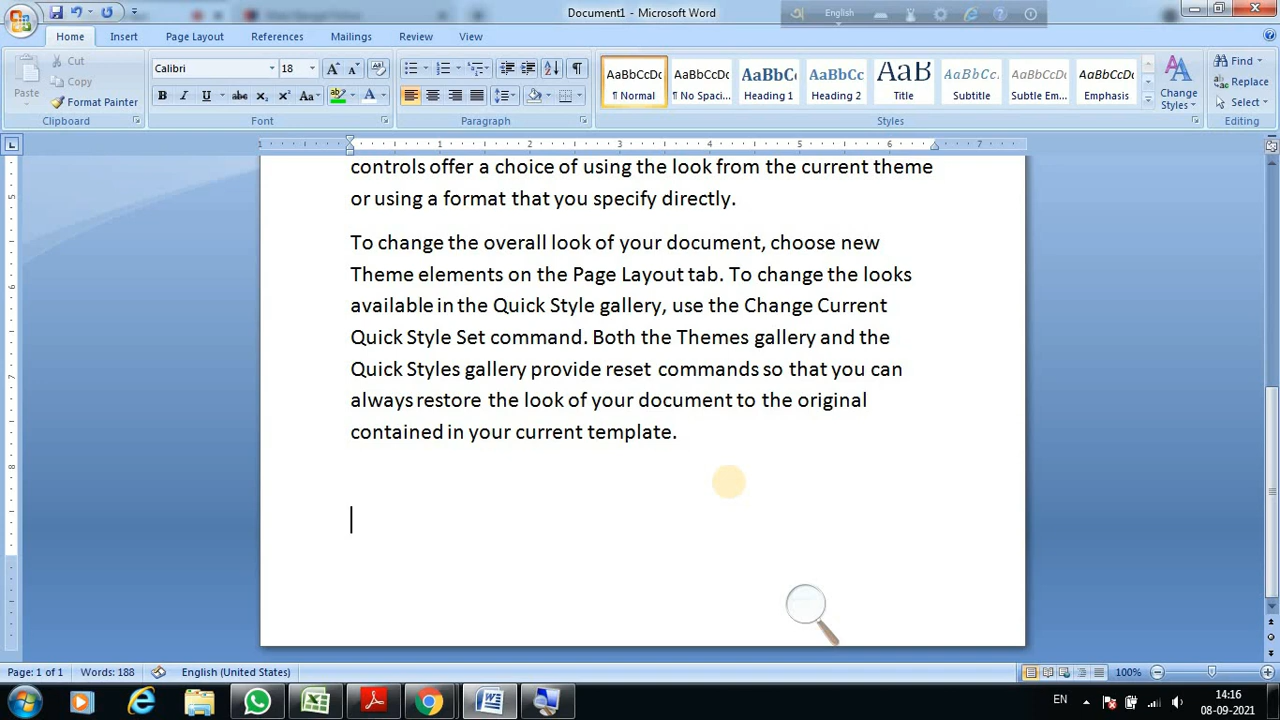 Document1 - Microsoft Word
English
Home Insert Page Layout References Mailings Review View
Paste
Cut
Copy
Format Painter
Clipboard
Calibri 18
Font
Paragraph
AaBbCcDc AaBbCcDc AaBbCc AaBbCc AaB AaBbCc. AaBbCcDc AaBbCcDc
¶ Normal ¶ No Spaci... Heading 1 Heading 2 Title Subtitle Subtle Em... Emphasis
Change
Styles
Styles
Find
Replace
Select
Editing
controls offer a choice of using the look from the current theme
or using a format that you specify directly.
To change the overall look of your document, choose new
Theme elements on the Page Layout tab. To change the looks
available in the Quick Style gallery, use the Change Current
Quick Style Set command. Both the Themes gallery and the
Quick Styles gallery provide reset commands so that you can
always restore the look of your document to the original
contained in your current template.
Page: 1 of 1 Words: 188 English (United States) 100%
EN 14:16
08-09-2021